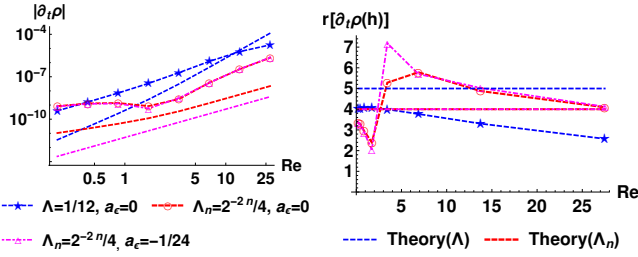 |∂ₜρ|
10⁻⁴
10⁻⁷
10⁻¹⁰
0.5 1 5 10 25
Re
Λ=1/12, aϵ=0
Λₙ=2⁻² ⁿ/4, aϵ=0
Λₙ=2⁻² ⁿ/4, aϵ=−1/24
r[∂ₜρ(h)]
7
6
5
4
3
2
1
5 10 15 20 25
Re
Theory(Λ)
Theory(Λₙ)